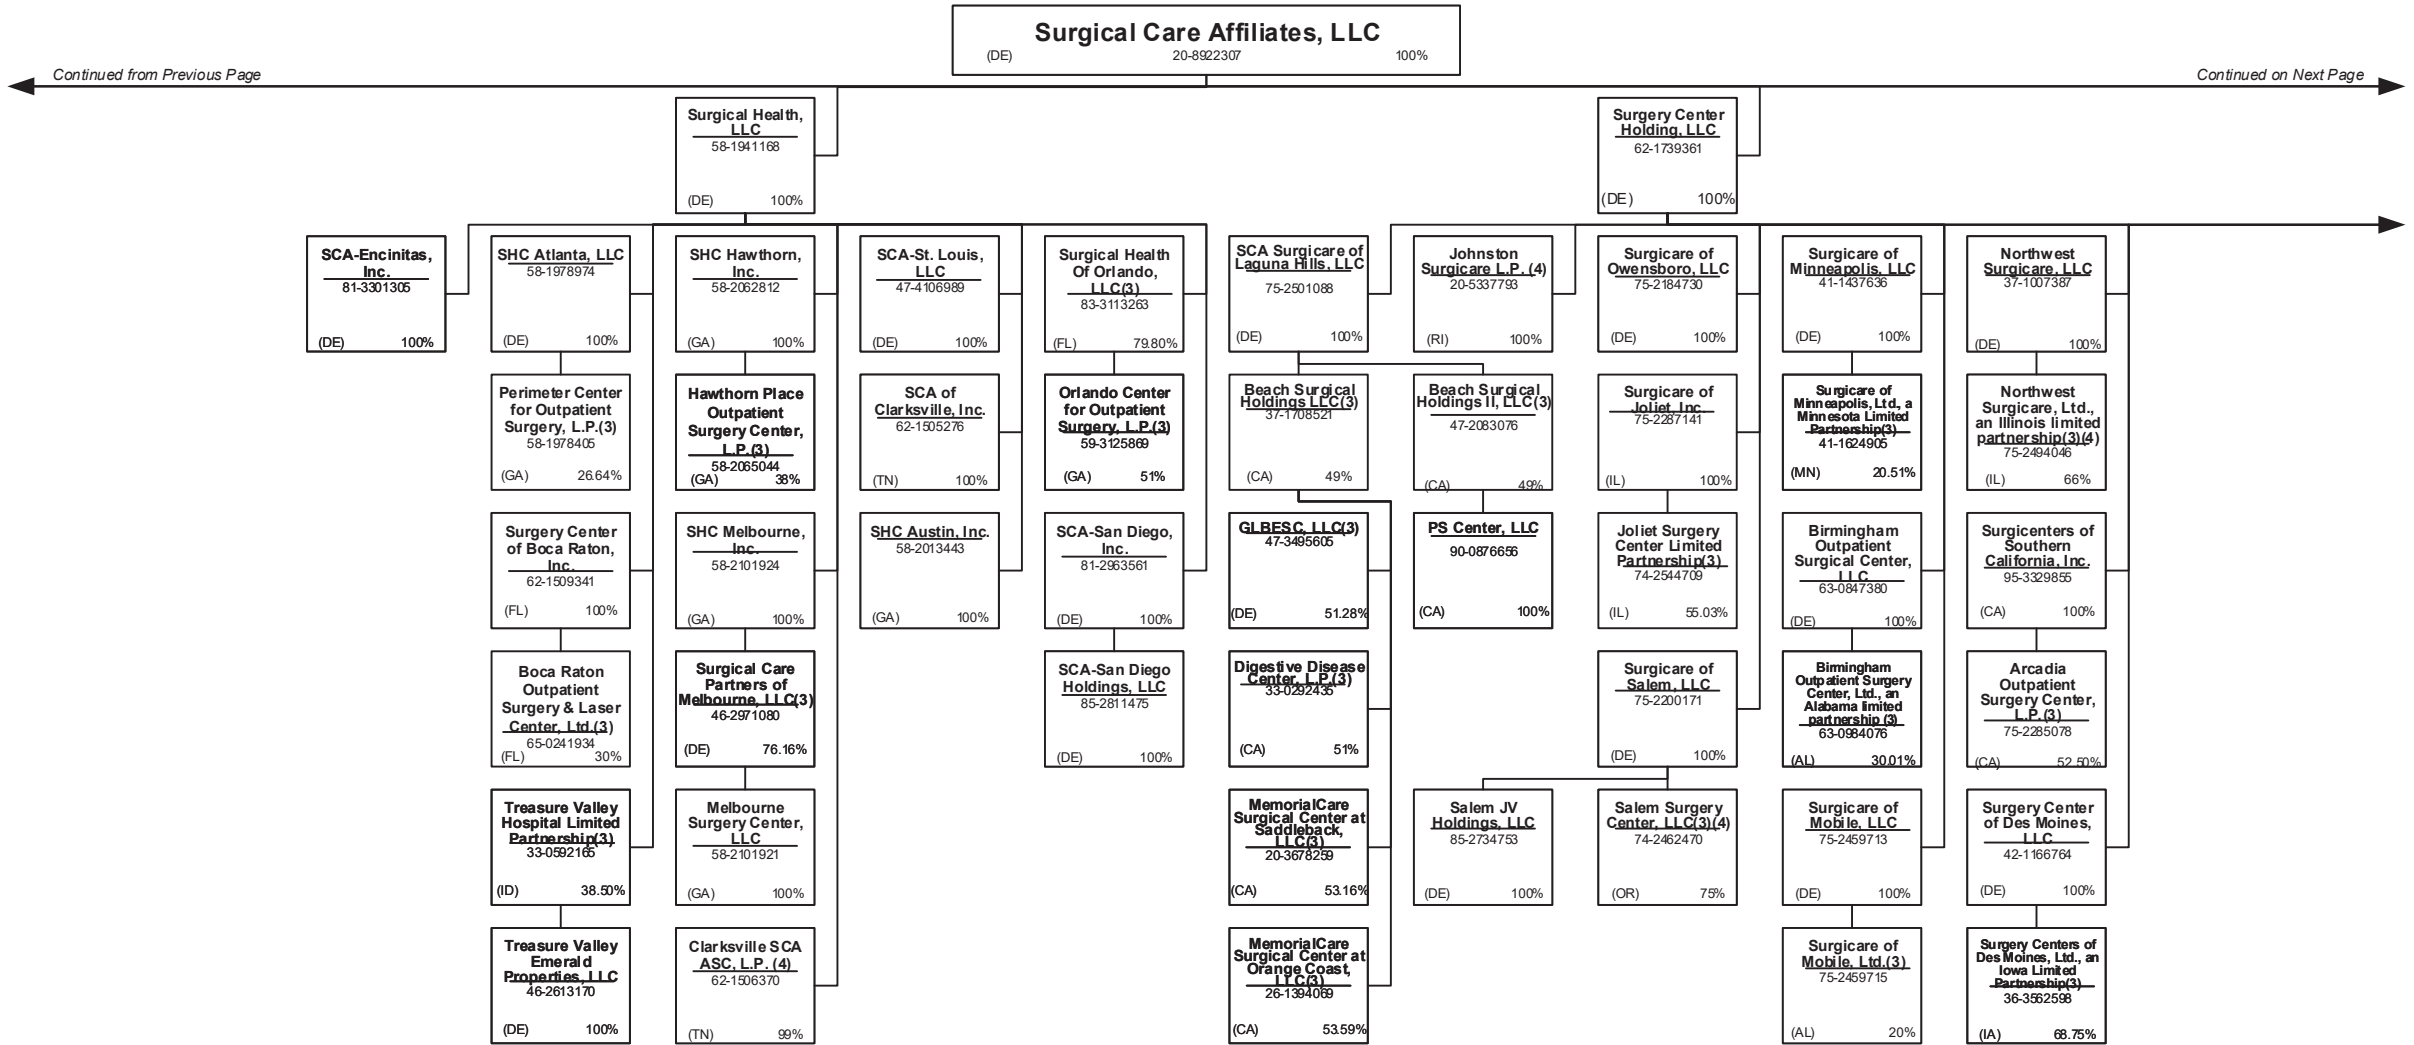 Surgical Care Affiliates, LLC
(DE) 20-8922307 100%
Continued from Previous Page
Continued on Next Page
Surgical Health,
LLC
58-1941168
(DE) 100%
Surgery Center
Holding, LLC
62-1739361
(DE) 100%
SCA-Encinitas,
Inc.
81-3301305
(DE) 100%
SHC Atlanta, LLC
58-1978974
(DE) 100%
SHC Hawthorn,
Inc.
58-2062812
(GA) 100%
SCA-St. Louis,
LLC
47-4106989
(DE) 100%
Surgical Health
Of Orlando,
LLC(3)
83-3113263
(FL) 79.80%
SCA Surgicare of
Laguna Hills, LLC
75-2501088
(DE) 100%
Johnston
Surgicare L.P. (4)
20-5337793
(RI) 100%
Surgicare of
Owensboro, LLC
75-2184730
(DE) 100%
Surgicare of
Minneapolis, LLC
41-1437636
(DE) 100%
Northwest
Surgicare, LLC
37-1007387
(DE) 100%
Perimeter Center
for Outpatient
Surgery, L.P.(3)
58-1978405
(GA) 26.64%
Hawthorn Place
Outpatient
Surgery Center,
L.P.(3)
58-2065044
(GA) 38%
SCA of
Clarksville, Inc.
62-1505276
(TN) 100%
Orlando Center
for Outpatient
Surgery, L.P.(3)
59-3125869
(GA) 51%
Beach Surgical
Holdings LLC(3)
37-1708521
(CA) 49%
Beach Surgical
Holdings II, LLC(3)
47-2083076
(CA) 49%
Surgicare of
Joliet, Inc.
75-2287141
(IL) 100%
Surgicare of
Minneapolis, Ltd., a
Minnesota Limited
Partnership(3)
41-1624905
(MN) 20.51%
Northwest
Surgicare, Ltd.,
an Illinois limited
partnership(3)(4)
75-2494046
(IL) 66%
Surgery Center
of Boca Raton,
Inc.
62-1509341
(FL) 100%
SHC Melbourne,
Inc.
58-2101924
(GA) 100%
SHC Austin, Inc.
58-2013443
(GA) 100%
SCA-San Diego,
Inc.
81-2963561
(DE) 100%
GLBESC, LLC(3)
47-3495605
(DE) 51.28%
PS Center, LLC
90-0876656
(CA) 100%
Joliet Surgery
Center Limited
Partnership(3)
74-2544709
(IL) 55.03%
Birmingham
Outpatient
Surgical Center,
LLC
63-0847380
(DE) 100%
Surgicenters of
Southern
California, Inc.
95-3329855
(CA) 100%
Boca Raton
Outpatient
Surgery & Laser
Center, Ltd.(3)
65-0241934
(FL) 30%
Surgical Care
Partners of
Melbourne, LLC(3)
46-2971080
(DE) 76.16%
SCA-San Diego
Holdings, LLC
85-2811475
(DE) 100%
Digestive Disease
Center, L.P.(3)
33-0292435
(CA) 51%
Surgicare of
Salem, LLC
75-2200171
(DE) 100%
Birmingham
Outpatient Surgery
Center, Ltd., an
Alabama limited
partnership (3)
63-0984076
(AL) 30.01%
Arcadia
Outpatient
Surgery Center,
L.P.(3)
75-2285078
(CA) 52.50%
Treasure Valley
Hospital Limited
Partnership(3)
33-0592165
(ID) 38.50%
Melbourne
Surgery Center,
LLC
58-2101921
(GA) 100%
MemorialCare
Surgical Center at
Saddleback,
LLC(3)
20-3678259
(CA) 53.16%
Salem JV
Holdings, LLC
85-2734753
(DE) 100%
Salem Surgery
Center, LLC(3)(4)
74-2462470
(OR) 75%
Surgicare of
Mobile, LLC
75-2459713
(DE) 100%
Surgery Center
of Des Moines,
LLC
42-1166764
(DE) 100%
Treasure Valley
Emerald
Properties, LLC
46-2613170
(DE) 100%
Clarksville SCA
ASC, L.P. (4)
62-1506370
(TN) 99%
MemorialCare
Surgical Center at
Orange Coast,
LLC(3)
26-1394069
(CA) 53.59%
Surgicare of
Mobile, Ltd.(3)
75-2459715
(AL) 20%
Surgery Centers of
Des Moines, Ltd., an
Iowa Limited
Partnership(3)
36-3562598
(IA) 68.75%